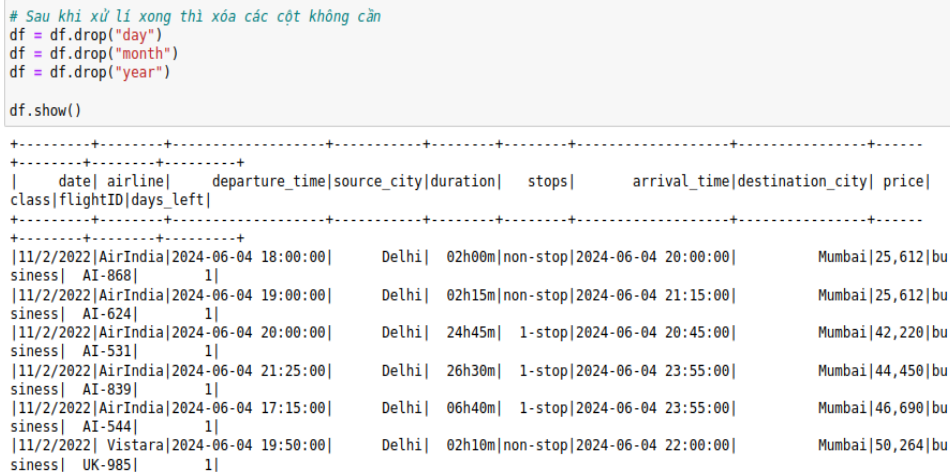 # Sau khi xử lí xong thì xóa các cột không cần
df = df.drop("day")
df = df.drop("month")
df = df.drop("year")
df.show()
+---------+--------+-------------------+-----------+--------+--------+-------------------+----------------+------
+--------+--------+---------+
|     date| airline|     departure_time|source_city|duration|   stops|       arrival_time|destination_city| price|
class|flightID|days_left|
+---------+--------+-------------------+-----------+--------+--------+-------------------+----------------+------
+--------+--------+---------+
|11/2/2022|AirIndia|2024-06-04 18:00:00|      Delhi|  02h00m|non-stop|2024-06-04 20:00:00|          Mumbai|25,612|bu
siness|  AI-868|        1|
|11/2/2022|AirIndia|2024-06-04 19:00:00|      Delhi|  02h15m|non-stop|2024-06-04 21:15:00|          Mumbai|25,612|bu
siness|  AI-624|        1|
|11/2/2022|AirIndia|2024-06-04 20:00:00|      Delhi|  24h45m|  1-stop|2024-06-04 20:45:00|          Mumbai|42,220|bu
siness|  AI-531|        1|
|11/2/2022|AirIndia|2024-06-04 21:25:00|      Delhi|  26h30m|  1-stop|2024-06-04 23:55:00|          Mumbai|44,450|bu
siness|  AI-839|        1|
|11/2/2022|AirIndia|2024-06-04 17:15:00|      Delhi|  06h40m|  1-stop|2024-06-04 23:55:00|          Mumbai|46,690|bu
siness|  AI-544|        1|
|11/2/2022| Vistara|2024-06-04 19:50:00|      Delhi|  02h10m|non-stop|2024-06-04 22:00:00|          Mumbai|50,264|bu
siness|  UK-985|        1|